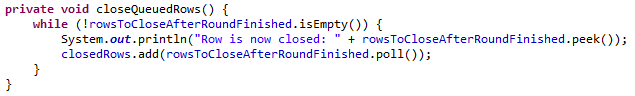 private void closeQueuedRows() {
    while (!rowsToCloseAfterRoundFinished.isEmpty()) {
        System.out.println("Row is now closed: " + rowsToCloseAfterRoundFinished.peek());
        closedRows.add(rowsToCloseAfterRoundFinished.poll());
    }
}